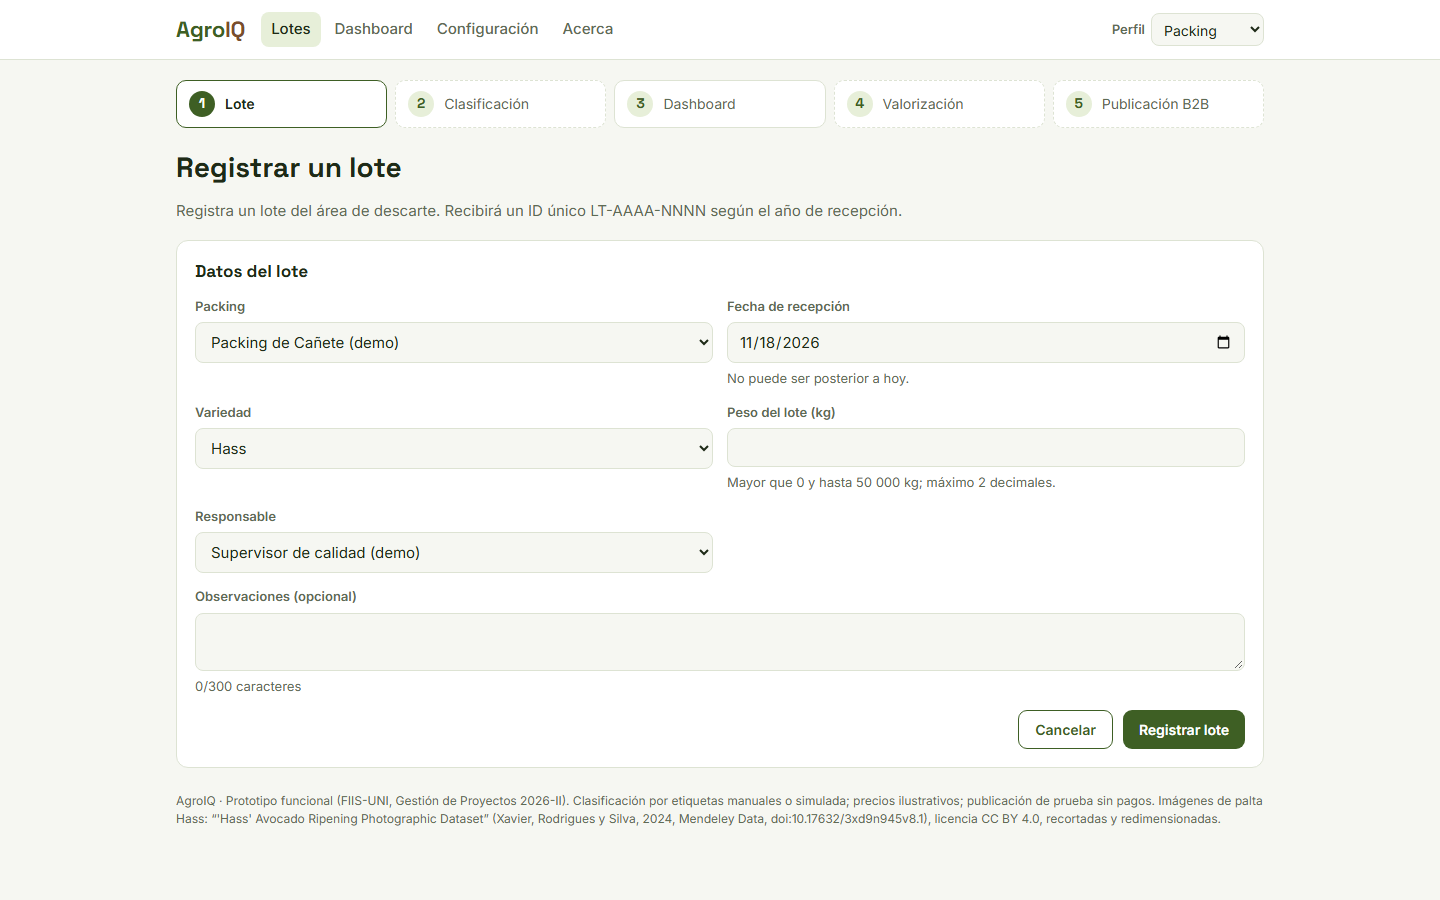 AgroIQ
Lotes
Dashboard
Configuración
Acerca
Perfil
Packing
1 Lote
2 Clasificación
3 Dashboard
4 Valorización
5 Publicación B2B
Registrar un lote
Registra un lote del área de descarte. Recibirá un ID único LT-AAAA-NNNN según el año de recepción.
Datos del lote
Packing
Packing de Cañete (demo)
Fecha de recepción
11/18/2026
No puede ser posterior a hoy.
Variedad
Hass
Peso del lote (kg)
Mayor que 0 y hasta 50 000 kg; máximo 2 decimales.
Responsable
Supervisor de calidad (demo)
Observaciones (opcional)
0/300 caracteres
Cancelar
Registrar lote
AgroIQ · Prototipo funcional (FIIS-UNI, Gestión de Proyectos 2026-II). Clasificación por etiquetas manuales o simulada; precios ilustrativos; publicación de prueba sin pagos. Imágenes de palta
Hass: “'Hass' Avocado Ripening Photographic Dataset” (Xavier, Rodrigues y Silva, 2024, Mendeley Data, doi:10.17632/3xd9n945v8.1), licencia CC BY 4.0, recortadas y redimensionadas.